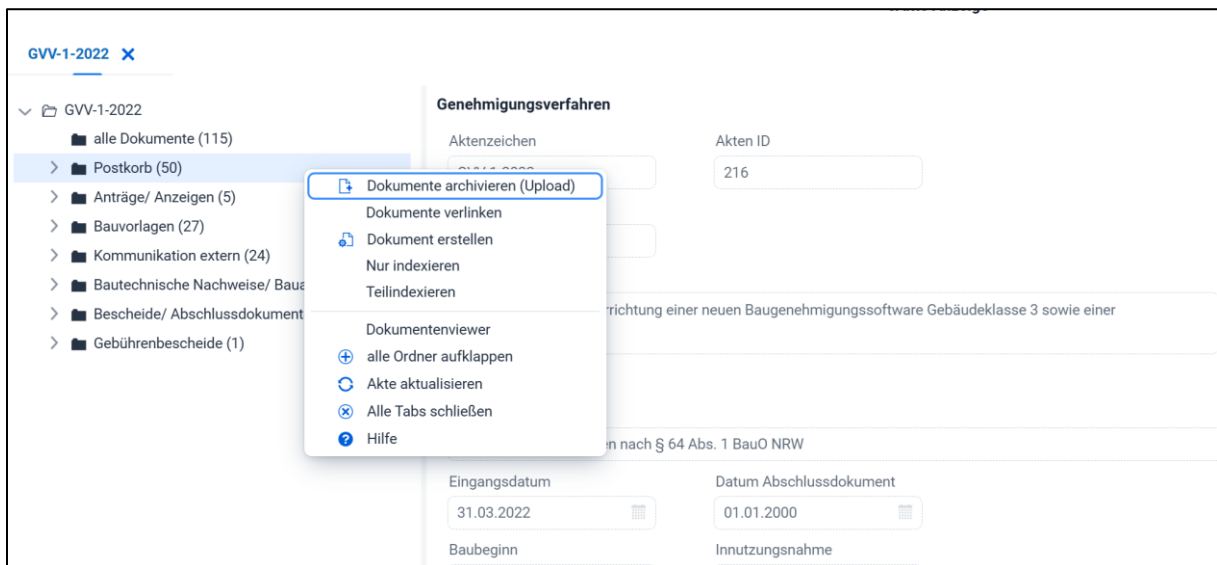 GVV-1-2022
GVV-1-2022
alle Dokumente (115)
Postkorb (50)
Anträge/ Anzeigen (5)
Bauvorlagen (27)
Kommunikation extern (24)
Bautechnische Nachweise/
Bescheide/ Abschlussdokument
Gebührenbescheide (1)
Dokumente archivieren (Upload)
Dokumente verlinken
Dokument erstellen
Nur indexieren
Teilindexieren
Dokumentenviewer
alle Ordner aufklappen
Akte aktualisieren
Alle Tabs schließen
Hilfe
Genehmigungsverfahren
Aktenzeichen
Akten ID
216
einer neuen Baugenehmigungssoftware Gebäudeklasse 3 sowie einer
nach § 64 Abs. 1 BauO NRW
Eingangsdatum
Datum Abschlussdokument
31.03.2022
01.01.2000
Baubeginn
Innutzungsnahme